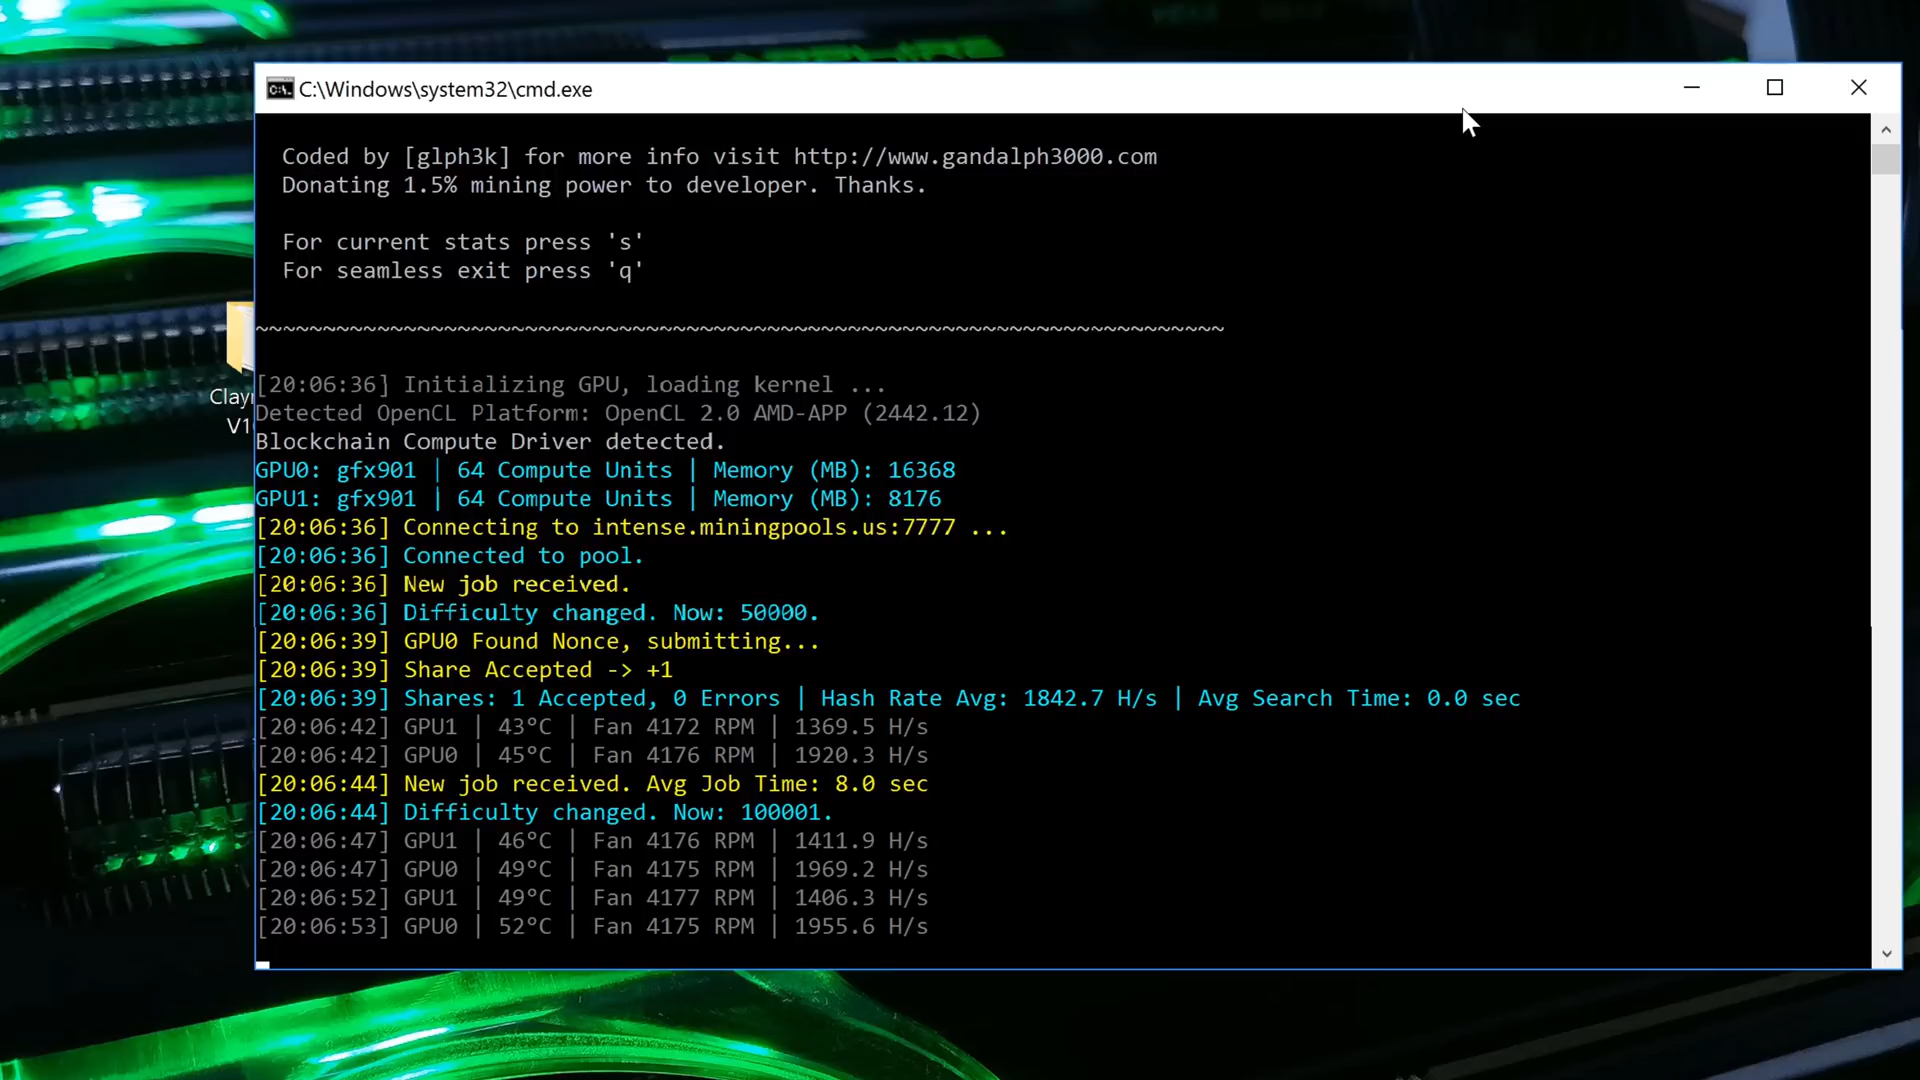 SAPPHIRE
C:\Windows\system32\cmd.exe
Coded by [glph3k] for more info visit http://www.gandalph3000.com
Donating 1.5% mining power to developer. Thanks.
For current stats press 's'
For seamless exit press 'q'
~~~~~~~~~~~~~~~~~~~~~~~~~~~~~~~~~~~~~~~~~~~~~~~~~~~~~~~~~~~~~~~~~~~~~~~~
[20:06:36] Initializing GPU, loading kernel ...
Detected OpenCL Platform: OpenCL 2.0 AMD-APP (2442.12)
Blockchain Compute Driver detected.
GPU0: gfx901 | 64 Compute Units | Memory (MB): 16368
GPU1: gfx901 | 64 Compute Units | Memory (MB): 8176
[20:06:36] Connecting to intense.miningpools.us:7777 ...
[20:06:36] Connected to pool.
[20:06:36] New job received.
[20:06:36] Difficulty changed. Now: 50000.
[20:06:39] GPU0 Found Nonce, submitting...
[20:06:39] Share Accepted -> +1
[20:06:39] Shares: 1 Accepted, 0 Errors | Hash Rate Avg: 1842.7 H/s | Avg Search Time: 0.0 sec
[20:06:42] GPU1 | 43°C | Fan 4172 RPM | 1369.5 H/s
[20:06:42] GPU0 | 45°C | Fan 4176 RPM | 1920.3 H/s
[20:06:44] New job received. Avg Job Time: 8.0 sec
[20:06:44] Difficulty changed. Now: 100001.
[20:06:47] GPU1 | 46°C | Fan 4176 RPM | 1411.9 H/s
[20:06:47] GPU0 | 49°C | Fan 4175 RPM | 1969.2 H/s
[20:06:52] GPU1 | 49°C | Fan 4177 RPM | 1406.3 H/s
[20:06:53] GPU0 | 52°C | Fan 4175 RPM | 1955.6 H/s
Clay
V1